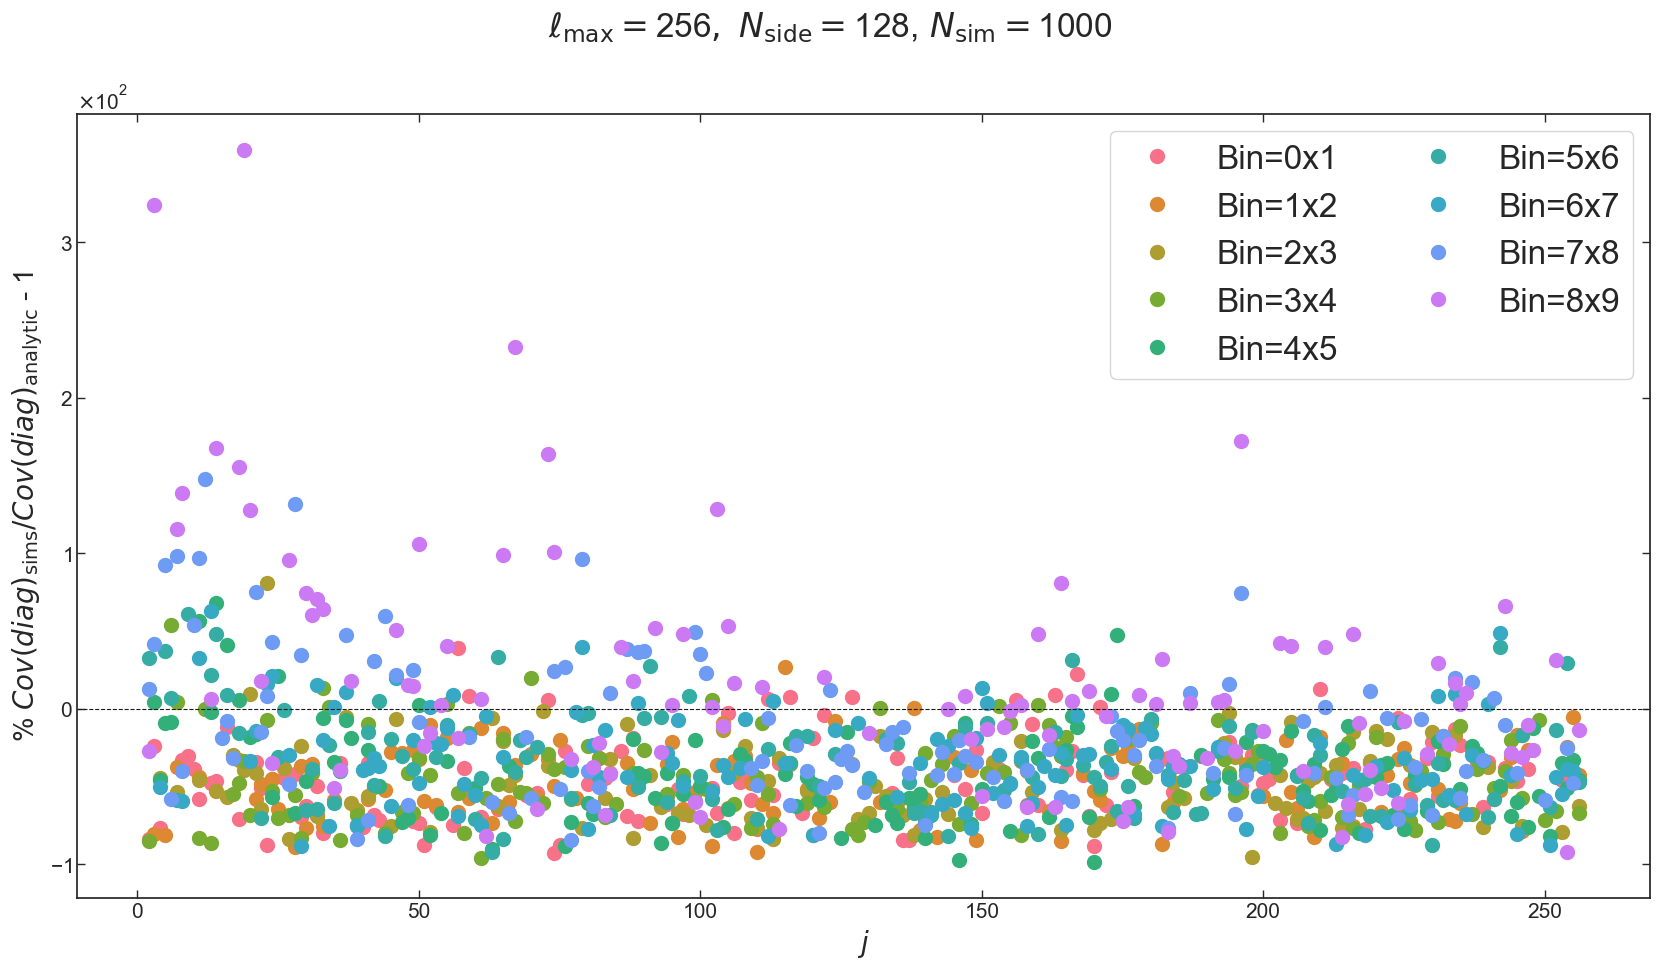 ℓmax = 256, Nside = 128, Nsim = 1000
×10²
% Cov(diag)sims/Cov(diag)analytic - 1
3
2
1
0
−1
Bin=0x1
Bin=1x2
Bin=2x3
Bin=3x4
Bin=4x5
Bin=5x6
Bin=6x7
Bin=7x8
Bin=8x9
0 50 100 150 200 250
j